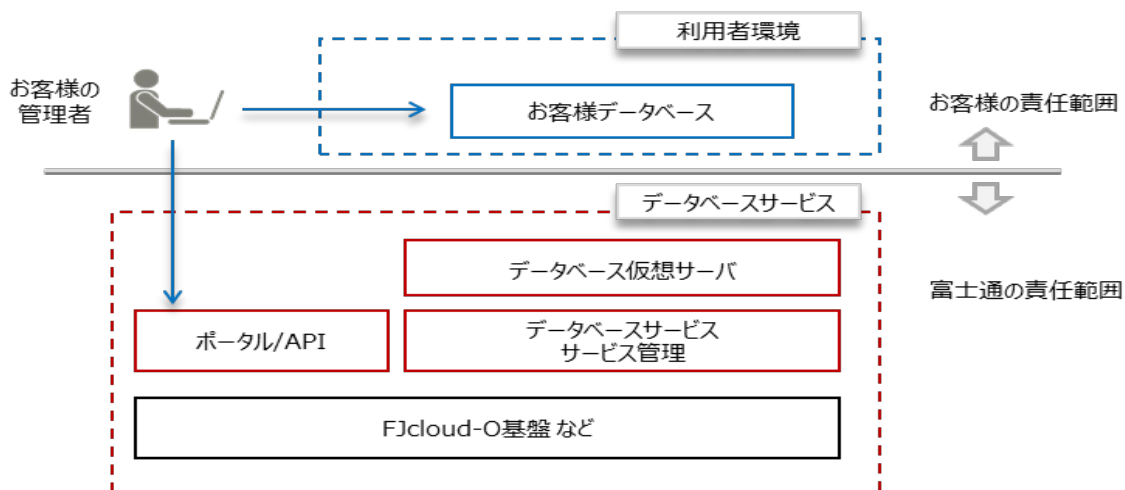 利用者環境
お客様の
管理者
お客様データベース
お客様の責任範囲
データベースサービス
データベース仮想サーバ
富士通の責任範囲
ポータル/API
データベースサービス
サービス管理
FJcloud-O基盤 など